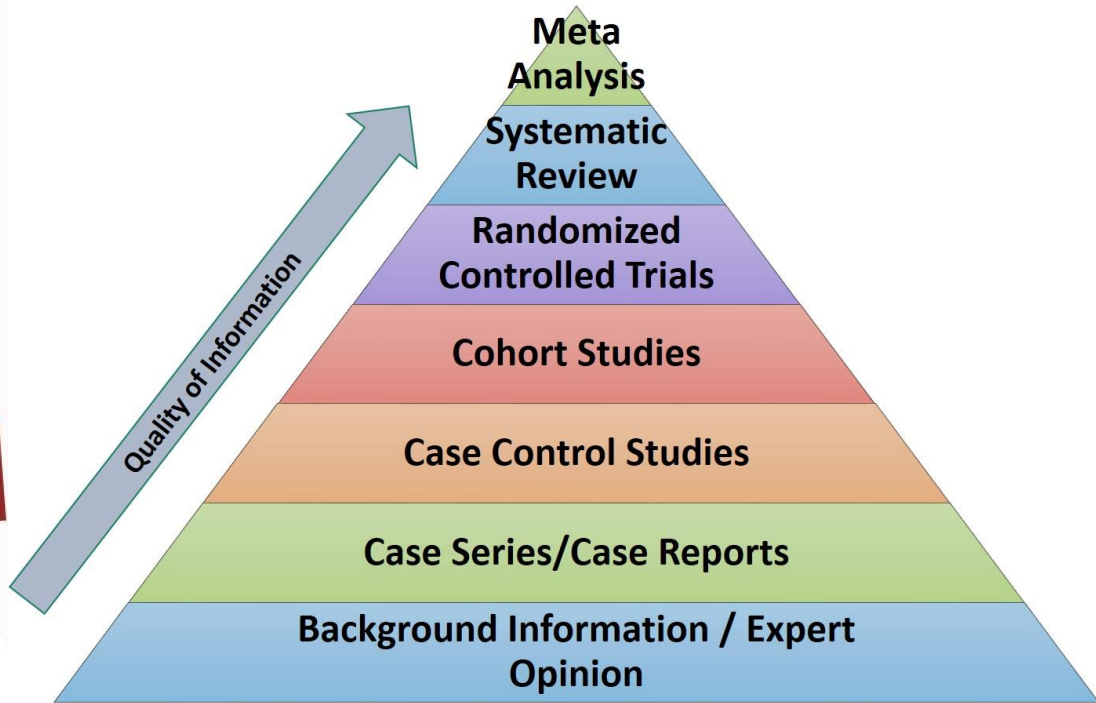 Meta
Analysis
Systematic
Review
Randomized
Controlled Trials
Cohort Studies
Case Control Studies
Case Series/Case Reports
Background Information / Expert
Opinion
Quality of Information